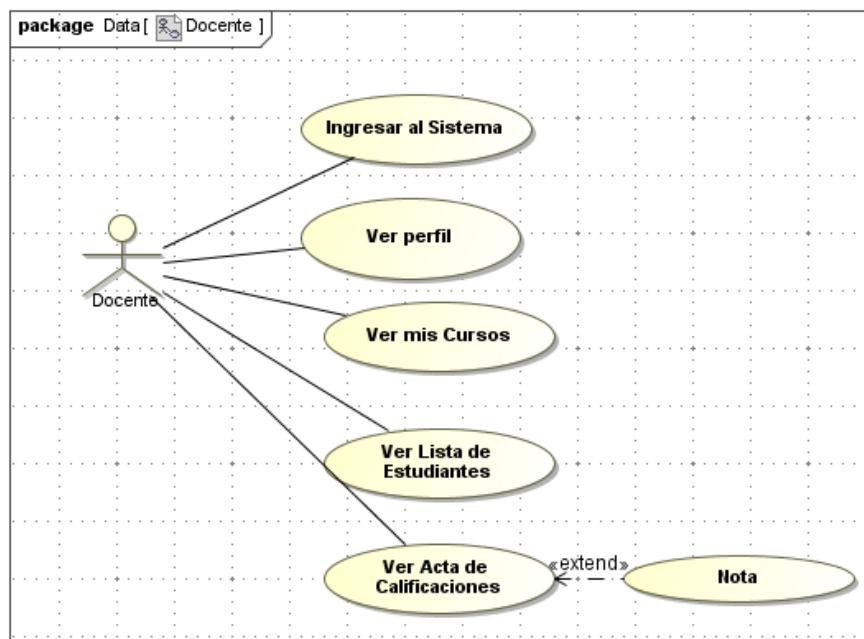 package Data [ Docente ]
Ingresar al Sistema
Ver perfil
Docente
Ver mis Cursos
Ver Lista de
Estudiantes
Ver Acta de
Calificaciones
«extend»
Nota